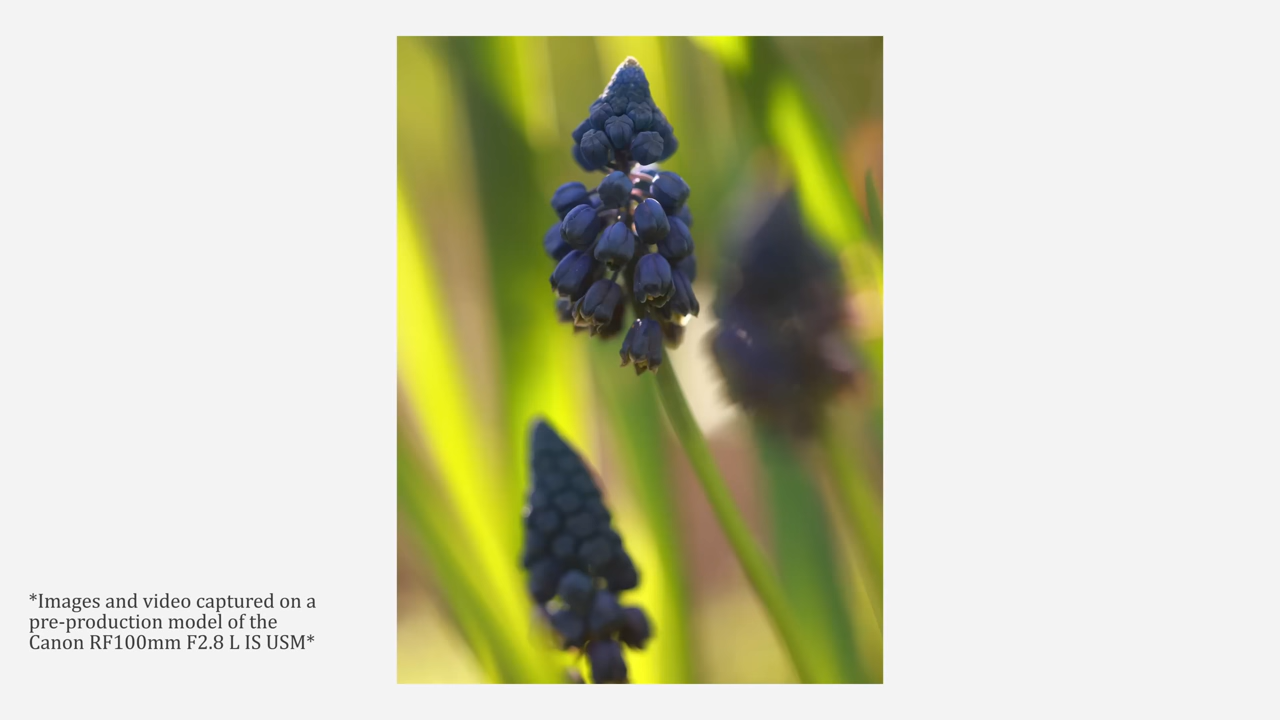 *Images and video captured on a
pre-production model of the
Canon RF100mm F2.8 L IS USM*